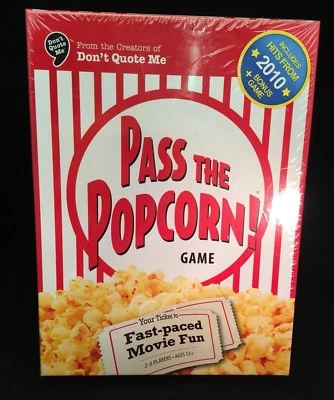 Don't
Quote
Me
From the Creators of
Don't Quote Me
INCLUDES
HITS FROM
2010
+ BONUS
GAME
PASS THE
POPCORN!
GAME
Your Ticket to
Fast-paced
Movie Fun
2-8 PLAYERS • AGES 12+